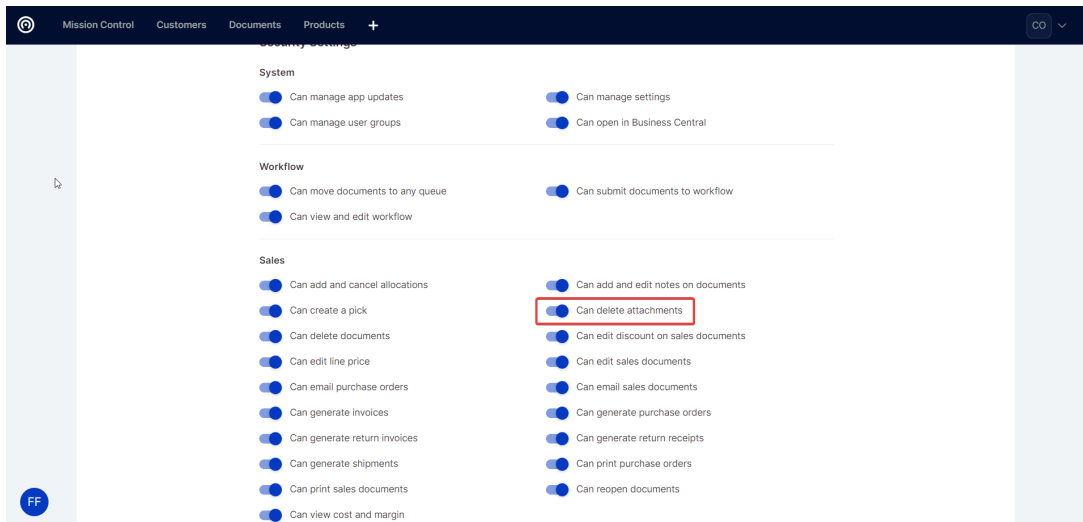 Mission Control Customers Documents Products + CO
Security Settings
System
Can manage app updates Can manage settings
Can manage user groups Can open in Business Central
Workflow
Can move documents to any queue Can submit documents to workflow
Can view and edit workflow
Sales
Can add and cancel allocations Can add and edit notes on documents
Can create a pick Can delete attachments
Can delete documents Can edit discount on sales documents
Can edit line price Can edit sales documents
Can email purchase orders Can email sales documents
Can generate invoices Can generate purchase orders
Can generate return invoices Can generate return receipts
Can generate shipments Can print purchase orders
Can print sales documents Can reopen documents
FF
Can view cost and margin